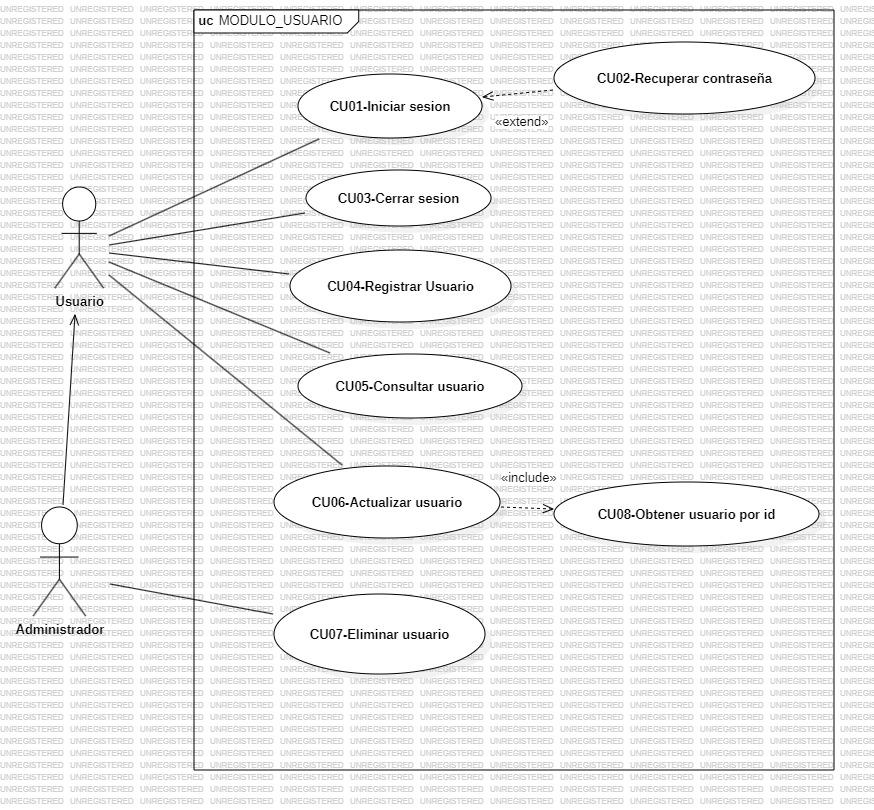 uc MODULO_USUARIO
CU02-Recuperar contraseña
CU01-Iniciar sesion
«extend»
CU03-Cerrar sesion
CU04-Registrar Usuario
Usuario
CU05-Consultar usuario
«include»
CU06-Actualizar usuario
CU08-Obtener usuario por id
Administrador
CU07-Eliminar usuario
UNREGISTERED